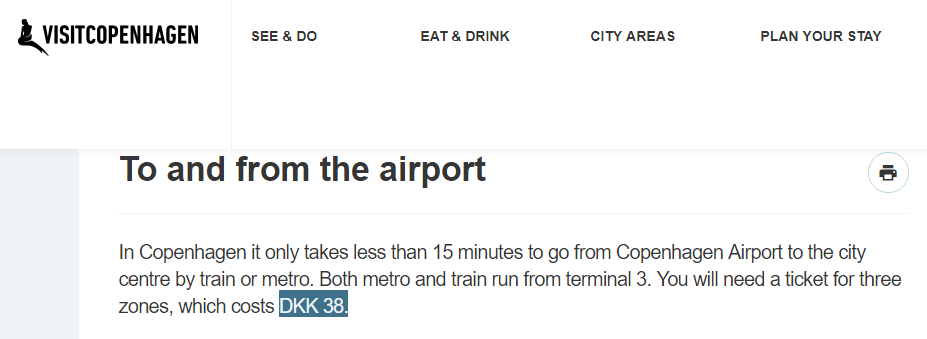 VISITCOPENHAGEN
SEE & DO
EAT & DRINK
CITY AREAS
PLAN YOUR STAY
To and from the airport
In Copenhagen it only takes less than 15 minutes to go from Copenhagen Airport to the city
centre by train or metro. Both metro and train run from terminal 3. You will need a ticket for three
zones, which costs DKK 38.